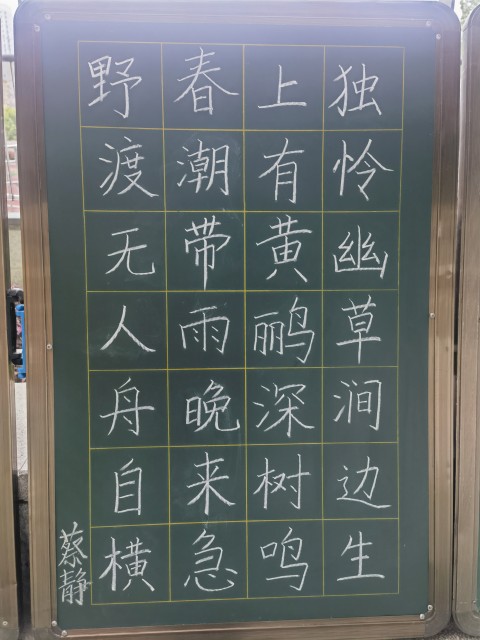 独怜幽草涧边生
上有黄鹂深树鸣
春潮带雨晚来急
野渡无人舟自横
蔡静